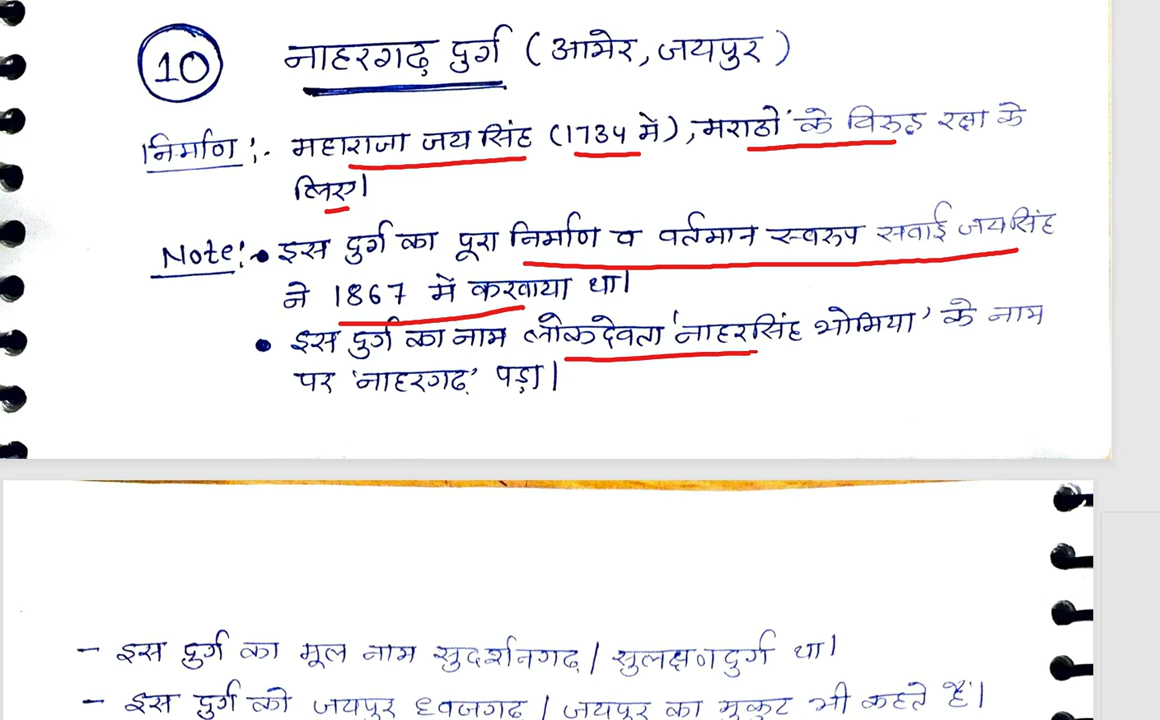 10 नाहरगढ़ दुर्ग (आमेर, जयपुर)
निर्माण :- महाराजा जय सिंह (1734 में), मराठों के विरुद्ध रक्षा के
लिए।
Note:- • इस दुर्ग का पूरा निर्माण व वर्तमान स्वरुप सवाई जयसिंह
ने 1867 में करवाया था।
• इस दुर्ग का नाम लोकदेवता 'नाहरसिंह भोमिया' के नाम
पर 'नाहरगढ़' पड़ा।
- इस दुर्ग का मूल नाम सुदर्शनगढ़ / सुलक्षणदुर्ग था।
- इस दुर्ग को जयपुर ध्वजगढ / जयपुर का मुकुट भी कहते हैं।